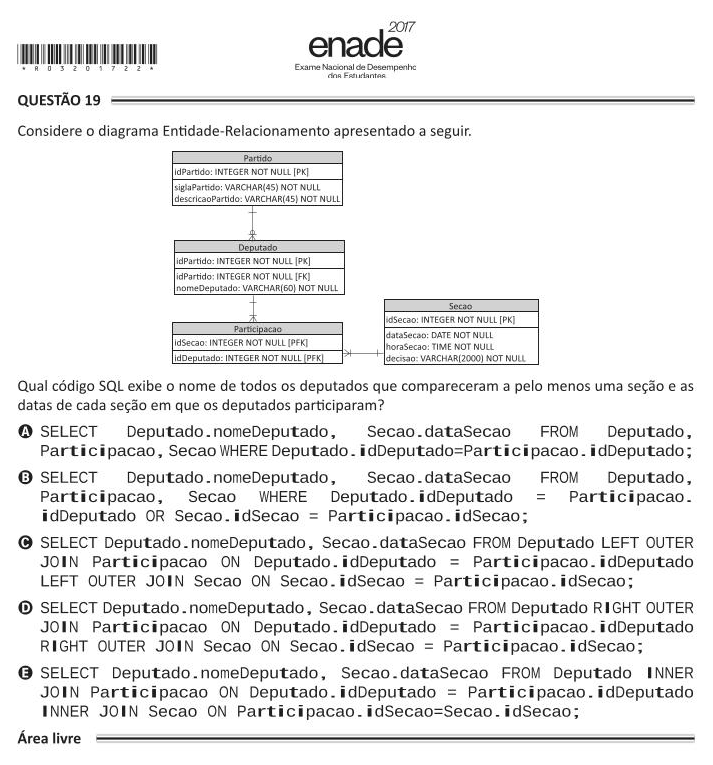 2017
enade
Exame Nacional de Desempenho
dos Estudantes
* R 0 3 2 0 1 7 2 2 *
QUESTÃO 19
Considere o diagrama Entidade-Relacionamento apresentado a seguir.
Partido
idPartido: INTEGER NOT NULL [PK]
siglaPartido: VARCHAR(45) NOT NULL
descricaoPartido: VARCHAR(45) NOT NULL
Deputado
idPartido: INTEGER NOT NULL [PK]
idPartido: INTEGER NOT NULL [FK]
nomeDeputado: VARCHAR(60) NOT NULL
Participacao
idSecao: INTEGER NOT NULL [PFK]
idDeputado: INTEGER NOT NULL [PFK]
Secao
idSecao: INTEGER NOT NULL [PK]
dataSecao: DATE NOT NULL
horaSecao: TIME NOT NULL
decisao: VARCHAR(2000) NOT NULL
Qual código SQL exibe o nome de todos os deputados que compareceram a pelo menos uma seção e as
datas de cada seção em que os deputados participaram?
A SELECT Deputado.nomeDeputado, Secao.dataSecao FROM Deputado,
Participacao, Secao WHERE Deputado.idDeputado=Participacao.idDeputado;
B SELECT Deputado.nomeDeputado, Secao.dataSecao FROM Deputado,
Participacao, Secao WHERE Deputado.idDeputado = Participacao.
idDeputado OR Secao.idSecao = Participacao.idSecao;
C SELECT Deputado.nomeDeputado, Secao.dataSecao FROM Deputado LEFT OUTER
JOIN Participacao ON Deputado.idDeputado = Participacao.idDeputado
LEFT OUTER JOIN Secao ON Secao.idSecao = Participacao.idSecao;
D SELECT Deputado.nomeDeputado, Secao.dataSecao FROM Deputado RIGHT OUTER
JOIN Participacao ON Deputado.idDeputado = Participacao.idDeputado
RIGHT OUTER JOIN Secao ON Secao.idSecao = Participacao.idSecao;
E SELECT Deputado.nomeDeputado, Secao.dataSecao FROM Deputado INNER
JOIN Participacao ON Deputado.idDeputado = Participacao.idDeputado
INNER JOIN Secao ON Participacao.idSecao=Secao.idSecao;
Área livre